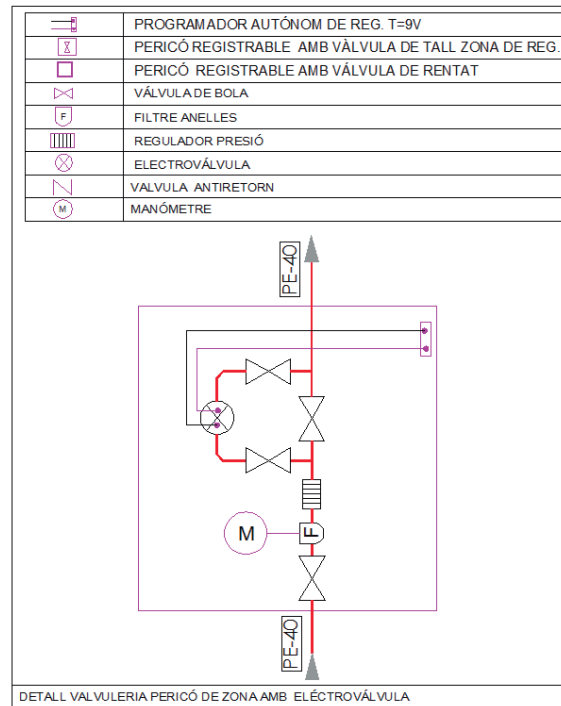 PROGRAMADOR AUTÓNOM DE REG. T=9V
PERICÓ REGISTRABLE AMB VÀLVULA DE TALL ZONA DE REG.
PERICÓ REGISTRABLE AMB VÁLVULA DE RENTAT
VÁLVULA DE BOLA
F FILTRE ANELLES
REGULADOR PRESIÓ
ELECTROVÁLVULA
VALVULA ANTIRETORN
M MANÓMETRE
PE-40
M
F
PE-40
DETALL VALVULERIA PERICÓ DE ZONA AMB ELÉCTROVÁLVULA